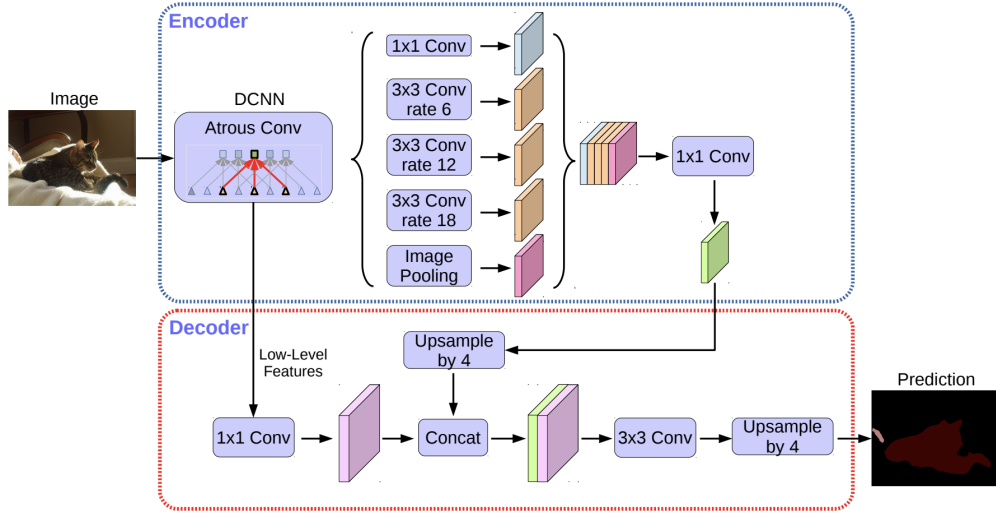 Encoder
Image
DCNN
Atrous Conv
1x1 Conv
3x3 Conv
rate 6
3x3 Conv
rate 12
3x3 Conv
rate 18
Image
Pooling
1x1 Conv
Decoder
Low-Level
Features
Upsample
by 4
1x1 Conv
Concat
3x3 Conv
Upsample
by 4
Prediction